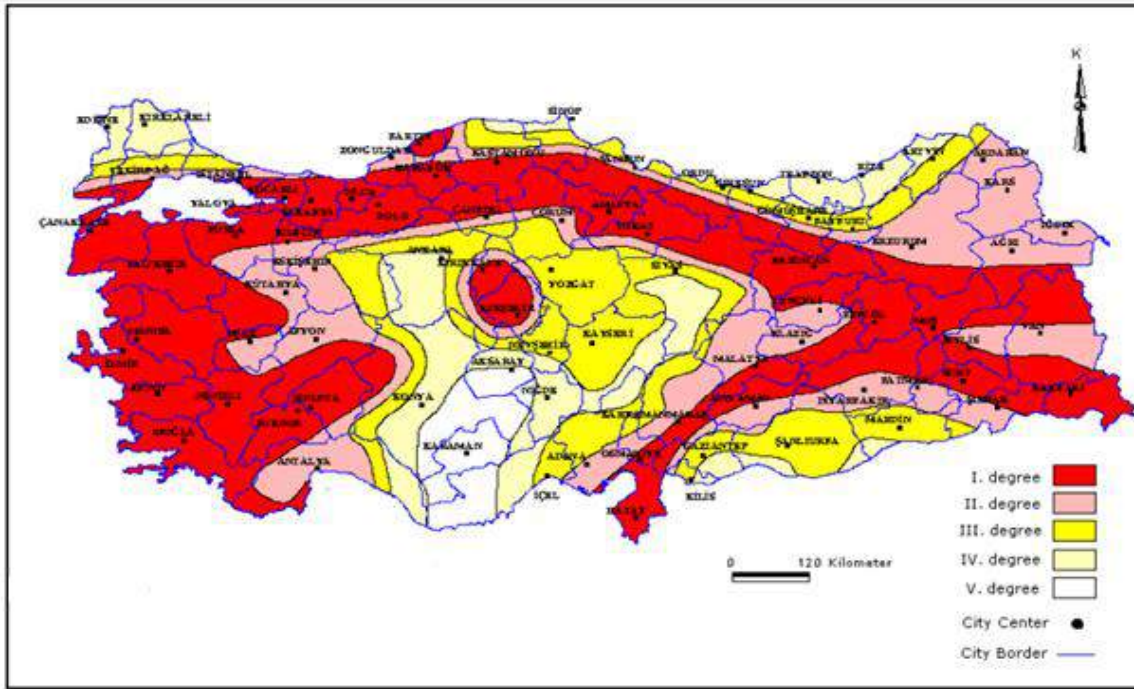 K
SİNOP
EDİRNE
KIRKLARELİ
BARTIN
ZONGULDAK
KASTAMONU
SAMSUN
ORDU
GİRESUN
TRABZON
RİZE
ARTVİN
ARDAHAN
KARS
TEKİRDAĞ
İSTANBUL
KOCAELİ
YALOVA
SAKARYA
BOLU
ÇANKIRI
ÇORUM
AMASYA
TOKAT
GÜMÜŞHANE
BAYBURT
ERZURUM
AĞRI
IĞDIR
ÇANAKKALE
BURSA
BİLECİK
ESKİŞEHİR
ANKARA
KIRIKKALE
YOZGAT
SİVAS
ERZİNCAN
BALIKESİR
KÜTAHYA
KIRŞEHİR
TUNCELİ
BİNGÖL
MUŞ
VAN
MANİSA
UŞAK
AFYON
KAYSERİ
NEVŞEHİR
ELAZIĞ
BİTLİS
İZMİR
AKSARAY
MALATYA
SİİRT
AYDIN
DENİZLİ
ISPARTA
KONYA
NİĞDE
ADIYAMAN
DİYARBAKIR
BATMAN
ŞIRNAK
HAKKARİ
MUĞLA
BURDUR
KAHRAMANMARAŞ
MARDİN
ANTALYA
KARAMAN
ADANA
OSMANİYE
GAZİANTEP
ŞANLIURFA
İÇEL
KİLİS
HATAY
I. degree
II. degree
III. degree
IV. degree
V. degree
City Center
City Border
0 120 Kilometer